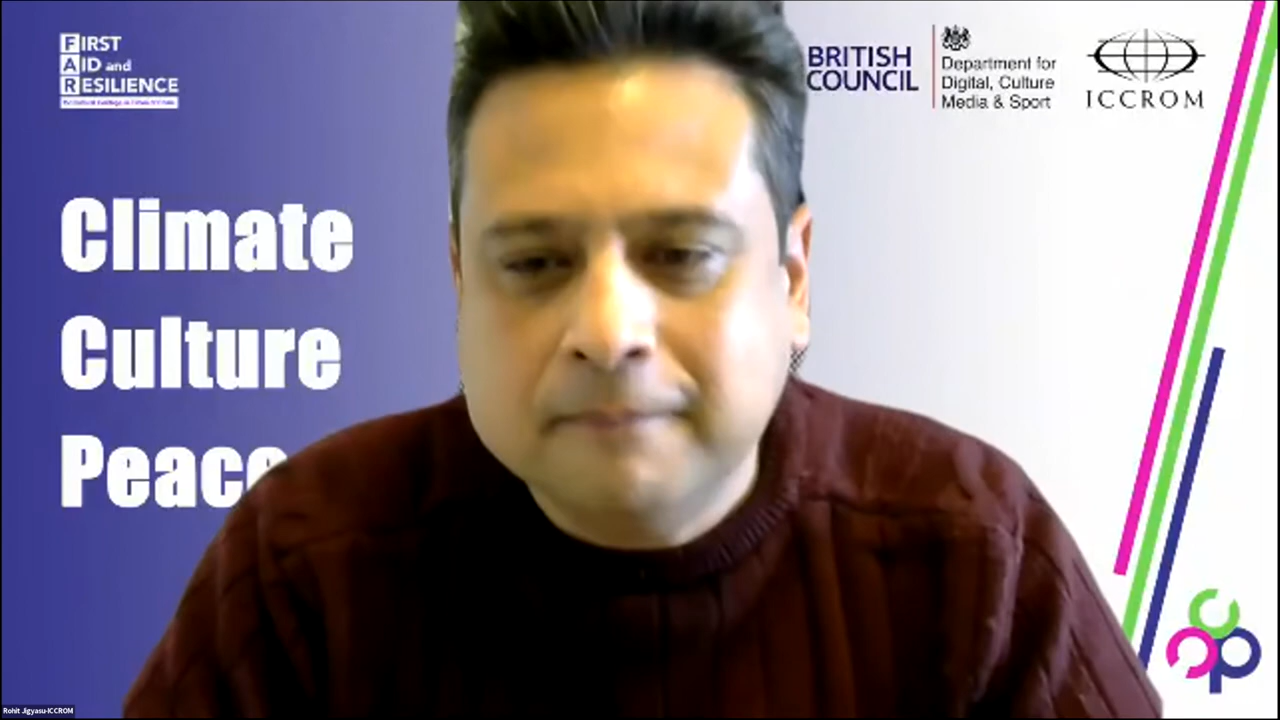 FIRST
AID and
RESILIENCE
Climate
Culture
Peace
BRITISH
COUNCIL
Department for
Digital, Culture
Media & Sport
ICCROM
ccp
Rohit Jigyasu-ICCROM